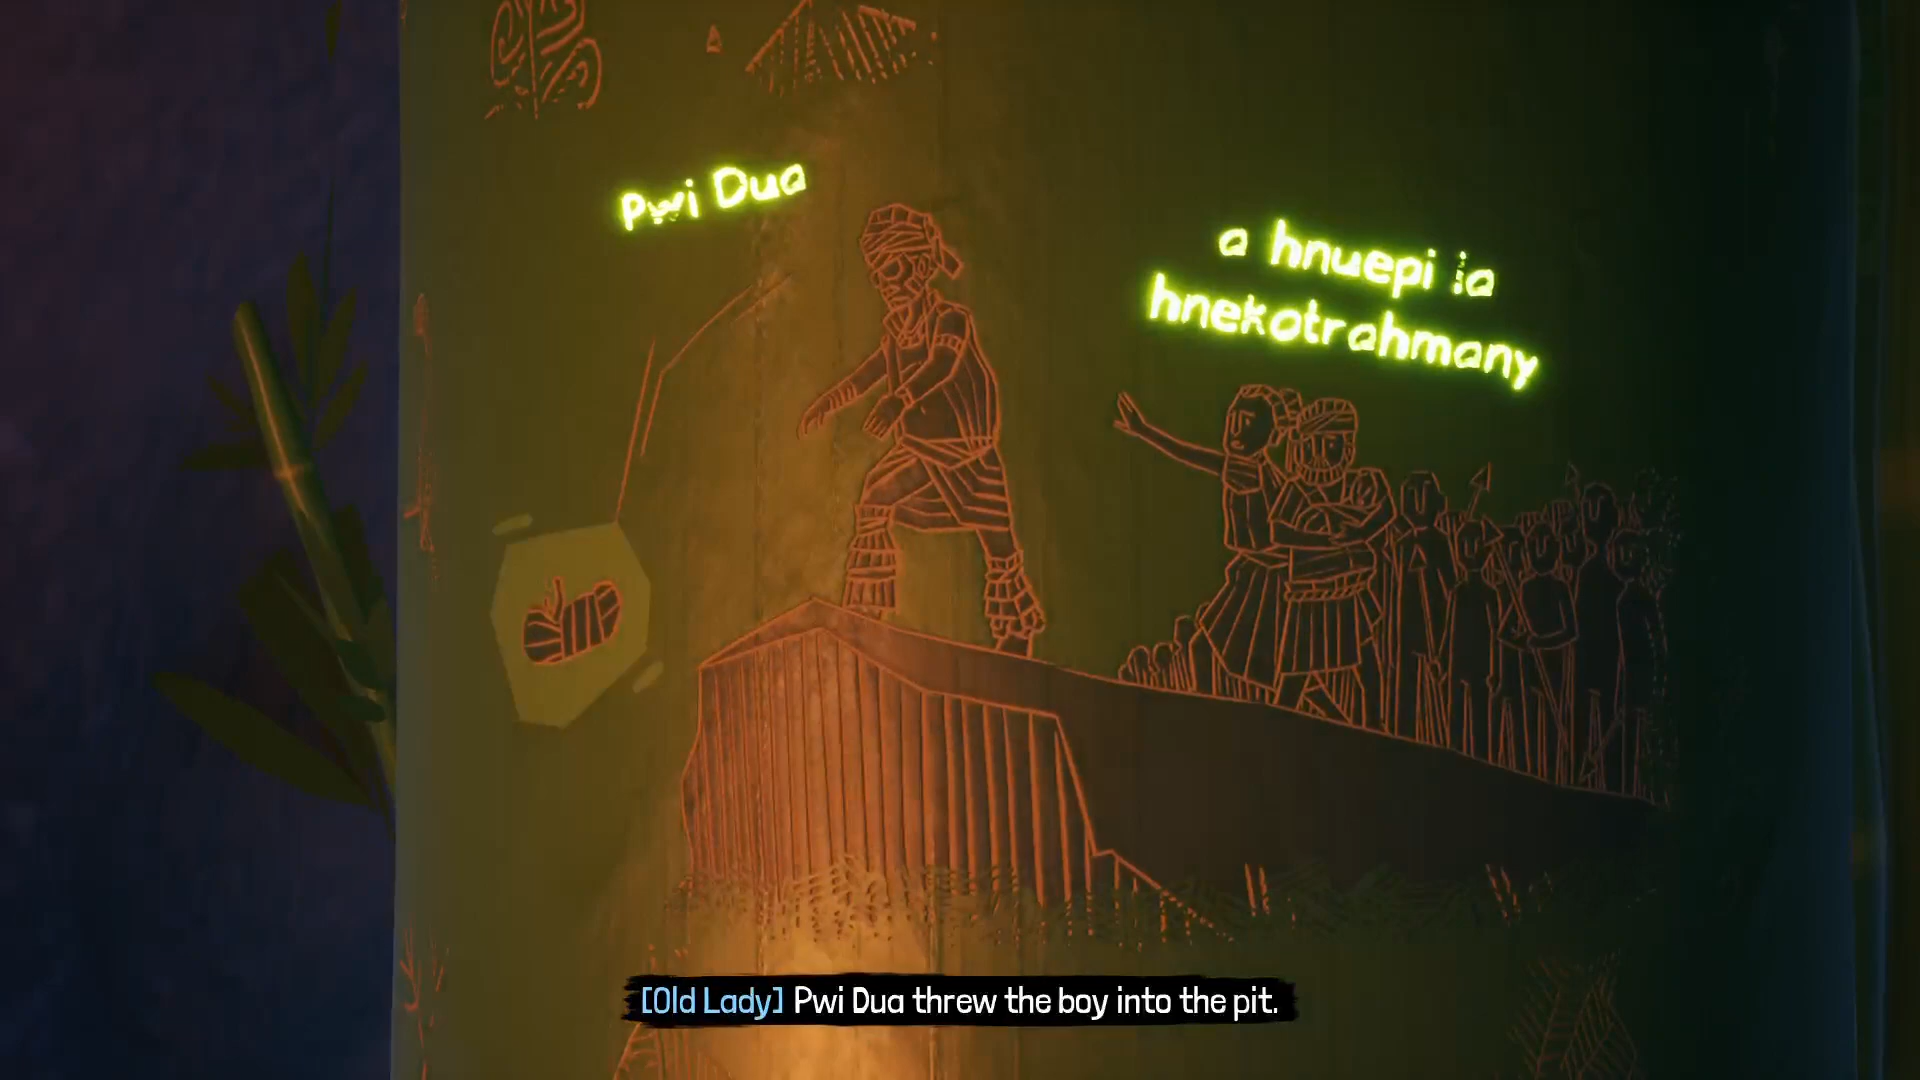 Pwi Dua
a hnuepi ia
hnekotrahmany
[Old Lady] Pwi Dua threw the boy into the pit.